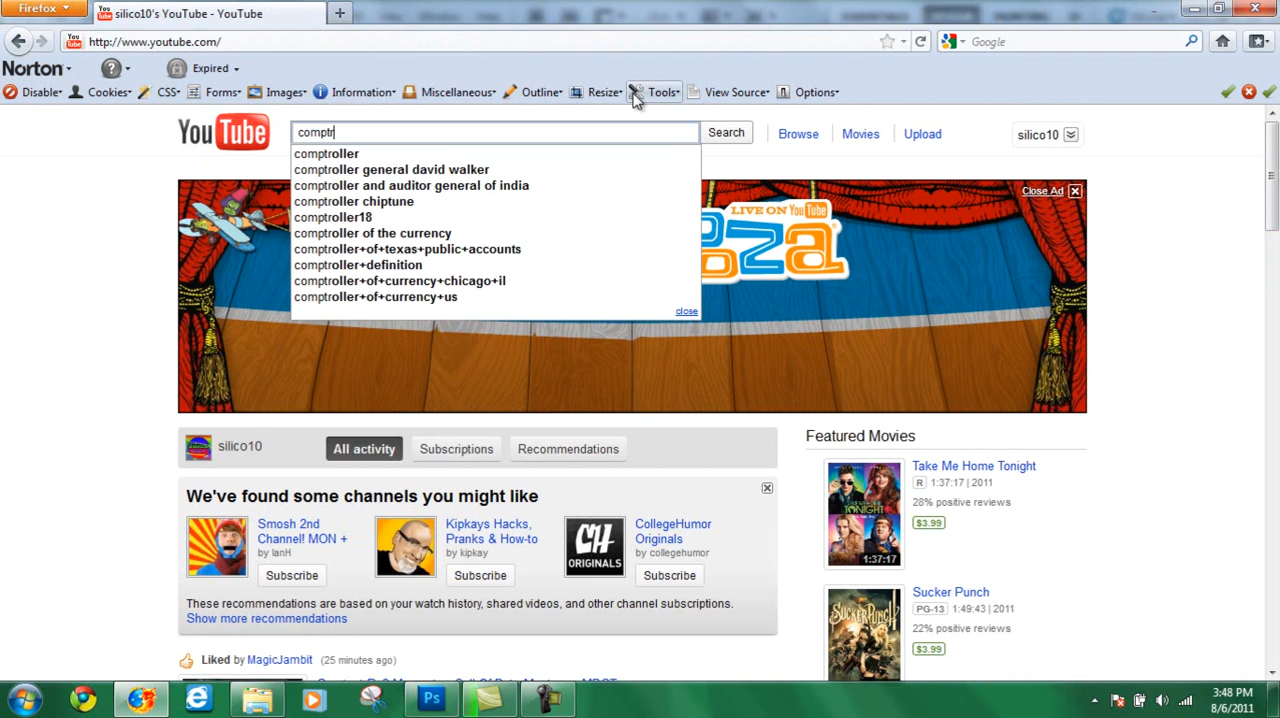 Firefox
silico10's YouTube - YouTube
http://www.youtube.com/
Google
Norton
Expired
Disable Cookies CSS Forms Images Information Miscellaneous Outline Resize Tools View Source Options
YouTube
comptr
Search
Browse
Movies
Upload
silico10
comptroller
comptroller general david walker
comptroller and auditor general of india
comptroller chiptune
comptroller18
comptroller of the currency
comptroller+of+texas+public+accounts
comptroller+definition
comptroller+of+currency+chicago+il
comptroller+of+currency+us
close
Close Ad
LIVE ON YouTube
silico10
All activity
Subscriptions
Recommendations
We've found some channels you might like
Smosh 2nd
Channel! MON +
by IanH
Subscribe
Kipkays Hacks,
Pranks & How-to
by kipkay
Subscribe
CH
ORIGINALS
CollegeHumor
Originals
by collegehumor
Subscribe
These recommendations are based on your watch history, shared videos, and other channel subscriptions.
Show more recommendations
Liked by MagicJambit (25 minutes ago)
Featured Movies
Take Me Home Tonight
R 1:37:17 | 2011
28% positive reviews
$3.99
1:37:17
Sucker Punch
PG-13 1:49:43 | 2011
22% positive reviews
$3.99
SUCKER PUNCH
Ps
3:48 PM
8/6/2011